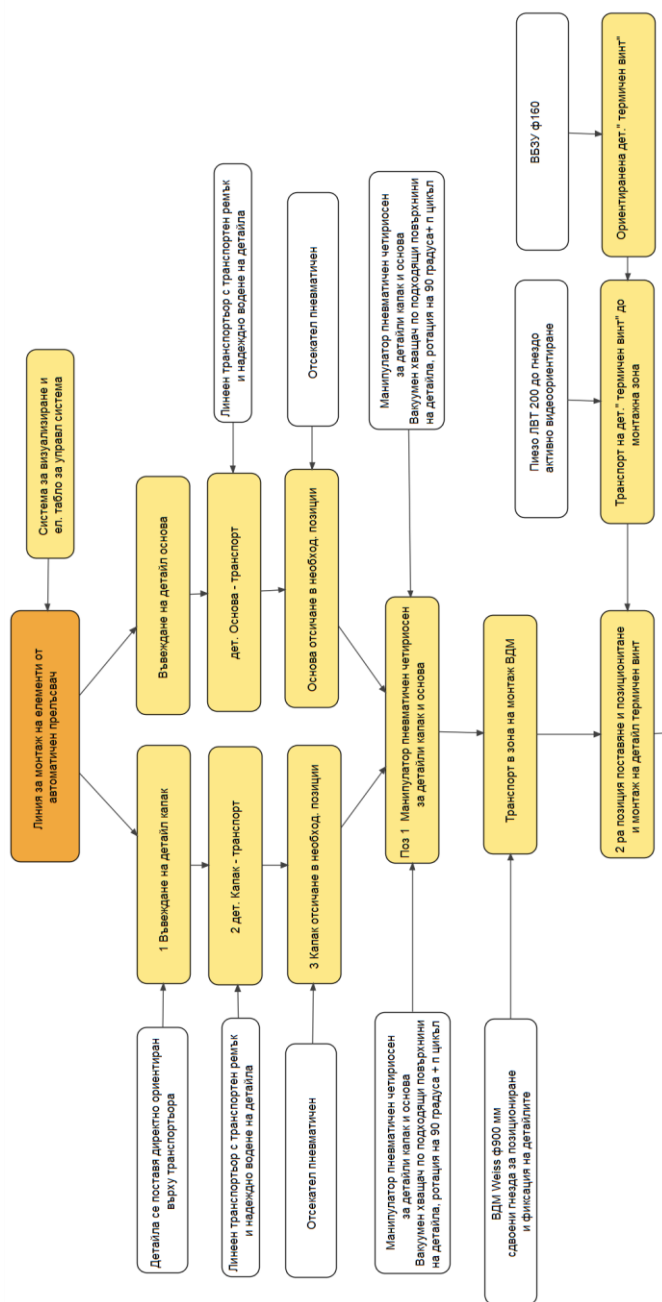 Линия за монтаж на елементи от
автоматичен прелъсвач
Система за визуализиране и
ел. табло за управл система
Детайла се поставя директно ориентиран
върху транспортьора
1 Въвеждане на детайл капак
Въвеждане на детайл основа
Линеен транспортьор с транспортен ремък
и надеждно водене на детайла
2 дет. Капак - транспорт
дет. Основа - транспорт
Линеен транспортьор с транспортен ремък
и надеждно водене на детайла
Отсекател пневматичен
3 Капак отсичане в необход. позиции
Основа отсичане в необход. позиции
Отсекател пневматичен
Манипулатор пневматичен четириосен
за детайли капак и основа
Вакуумен хващач по подходящи повърхнини
на детайла, ротация на 90 градуса + п цикъл
Поз 1 Манипулатор пневматичен четириосен
за детайли капак и основа
Манипулатор пневматичен четириосен
за детайли капак и основа
Вакуумен хващач по подходящи повърхнини
на детайла, ротация на 90 градуса+ п цикъл
ВДМ Weiss ф900 мм
сдвоени гнезда за позициониране
и фиксация на детайлите
Транспорт в зона на монтаж ВДМ
2 ра позиция поставяне и позиционитане
и монтаж на детайл термичен винт
Пиезо ЛВТ 200 до гнездо
активно видеоориентиране
Транспорт на дет." термичен винт" до
монтажна зона
ВБЗУ ф160
Ориентиранена дет." термичен винт"